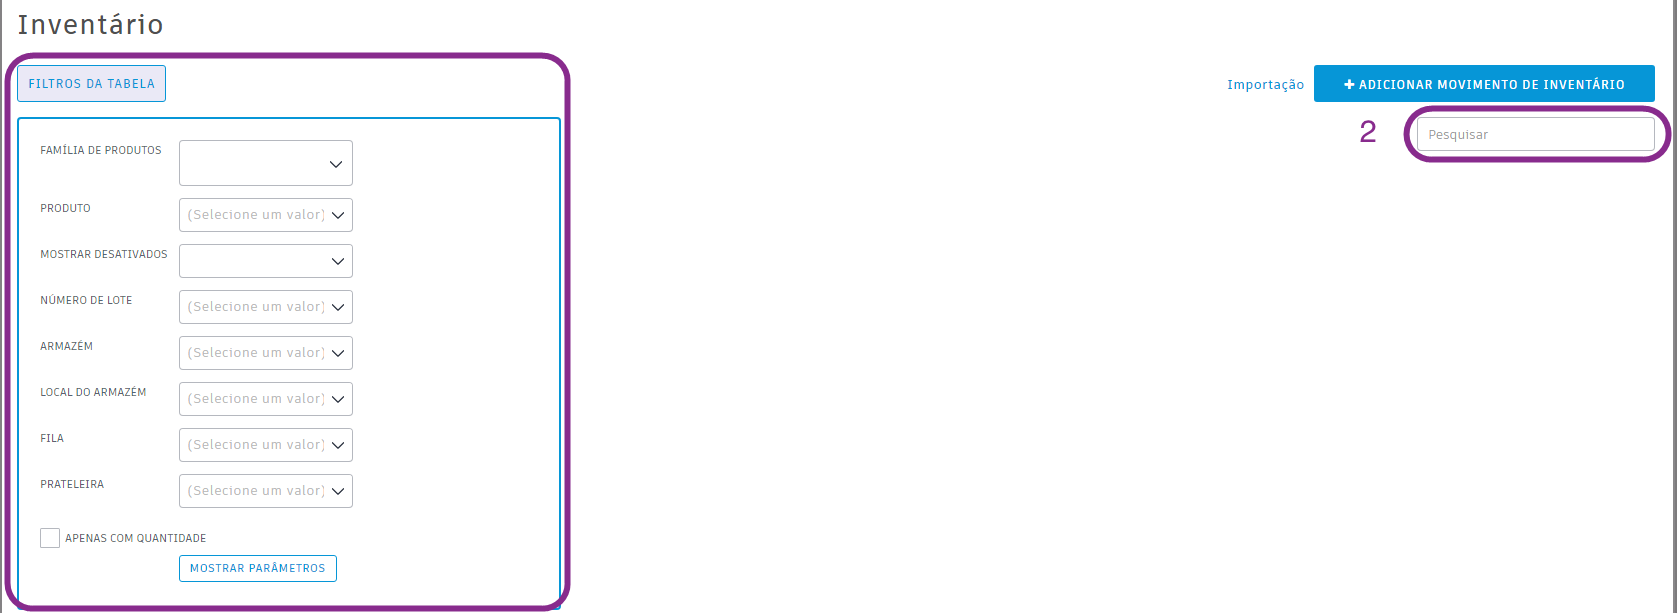 Inventário
FILTROS DA TABELA
Importação
+ ADICIONAR MOVIMENTO DE INVENTÁRIO
2
Pesquisar
FAMÍLIA DE PRODUTOS
PRODUTO (Selecione um valor)
MOSTRAR DESATIVADOS
NÚMERO DE LOTE (Selecione um valor)
ARMAZÉM (Selecione um valor)
LOCAL DO ARMAZÉM (Selecione um valor)
FILA (Selecione um valor)
PRATELEIRA (Selecione um valor)
APENAS COM QUANTIDADE
MOSTRAR PARÂMETROS